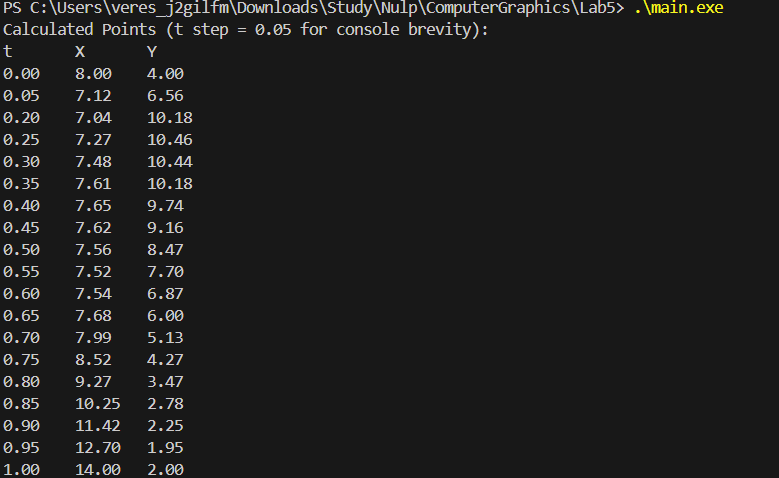 PS C:\Users\veres_j2gilfm\Downloads\Study\Nulp\ComputerGraphics\Lab5> .\main.exe
Calculated Points (t step = 0.05 for console brevity):
t X Y
0.00 8.00 4.00
0.05 7.12 6.56
0.20 7.04 10.18
0.25 7.27 10.46
0.30 7.48 10.44
0.35 7.61 10.18
0.40 7.65 9.74
0.45 7.62 9.16
0.50 7.56 8.47
0.55 7.52 7.70
0.60 7.54 6.87
0.65 7.68 6.00
0.70 7.99 5.13
0.75 8.52 4.27
0.80 9.27 3.47
0.85 10.25 2.78
0.90 11.42 2.25
0.95 12.70 1.95
1.00 14.00 2.00